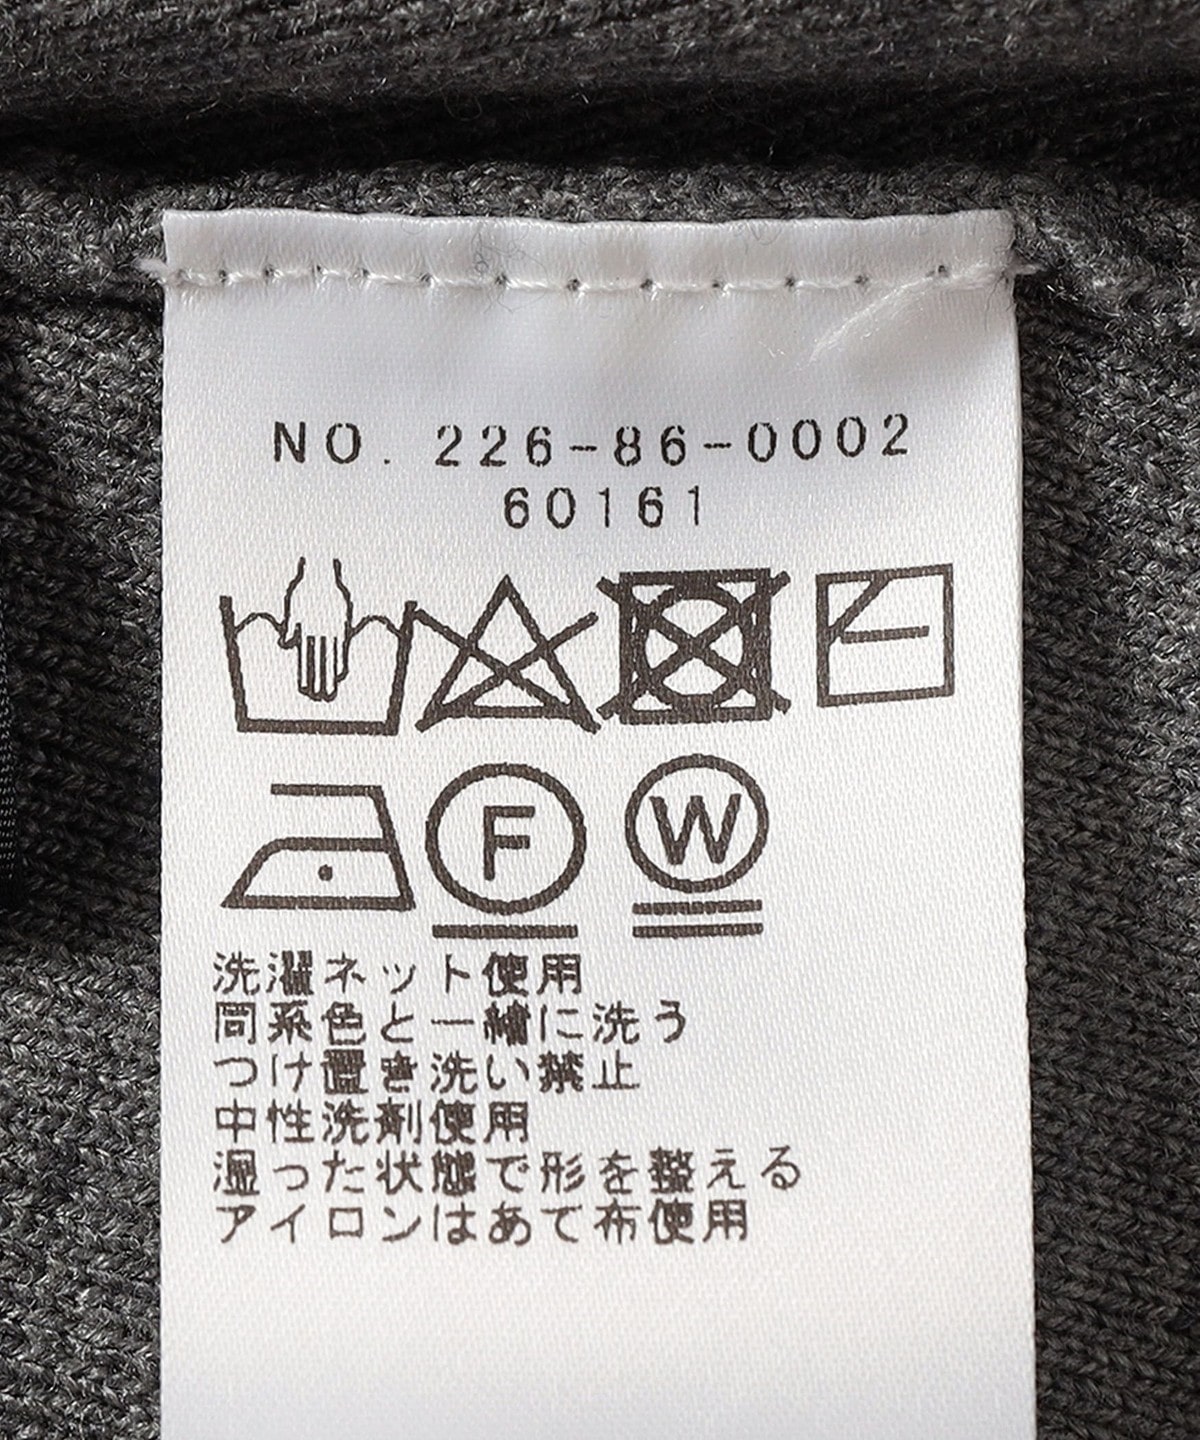 NO. 226-86-0002
60161
F
W
洗濯ネット使用
同系色と一緒に洗う
つけ置き洗い禁止
中性洗剤使用
湿った状態で形を整える
アイロンはあて布使用